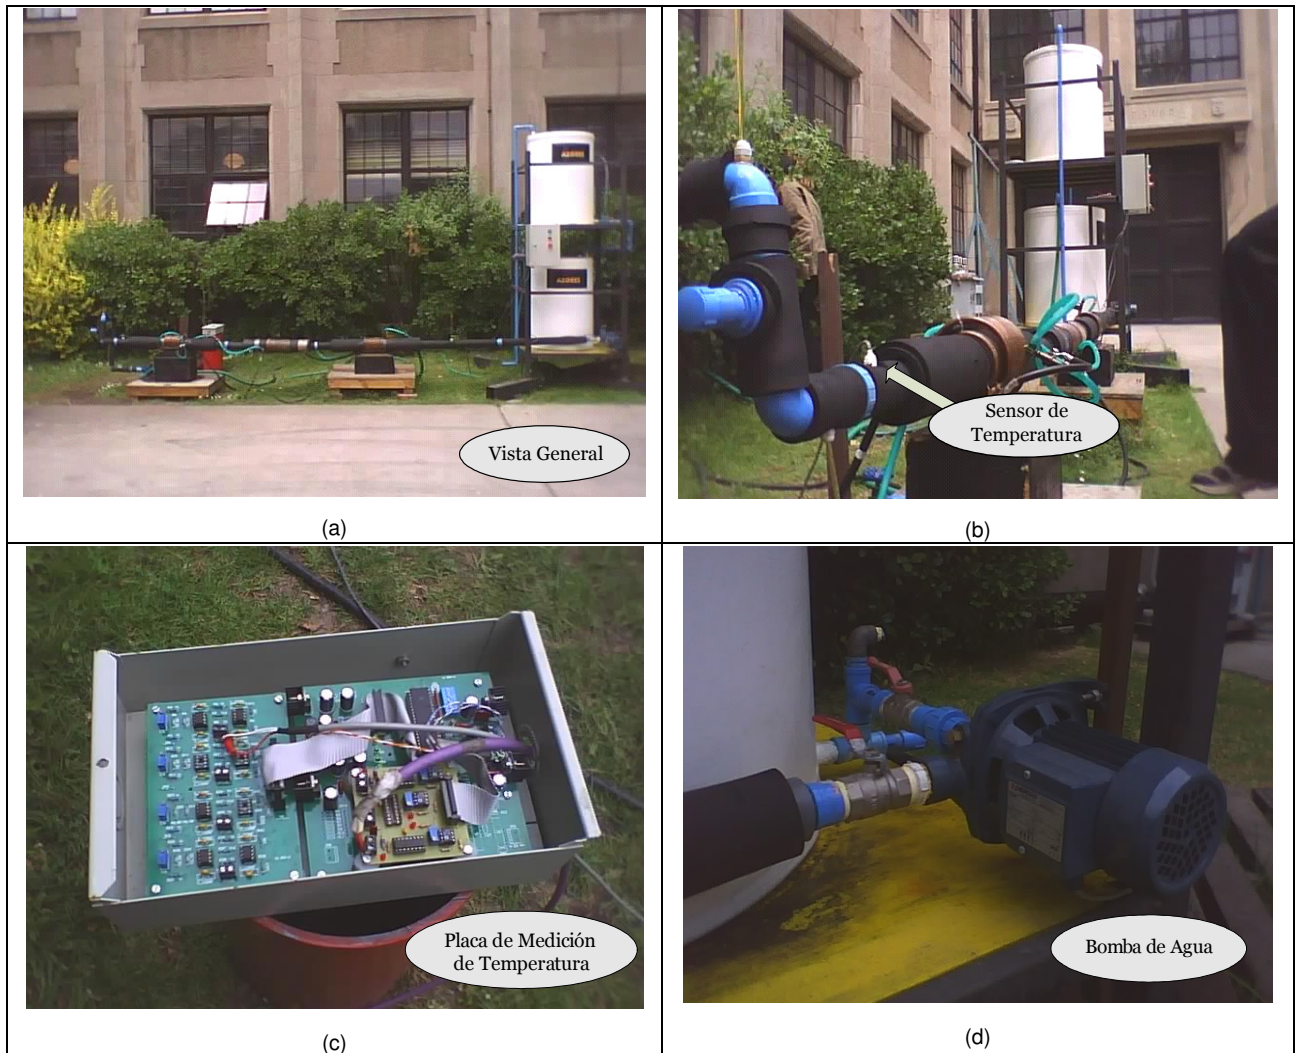 Vista General
(a)
Sensor de
Temperatura
(b)
Placa de Medición
de Temperatura
(c)
Bomba de Agua
(d)